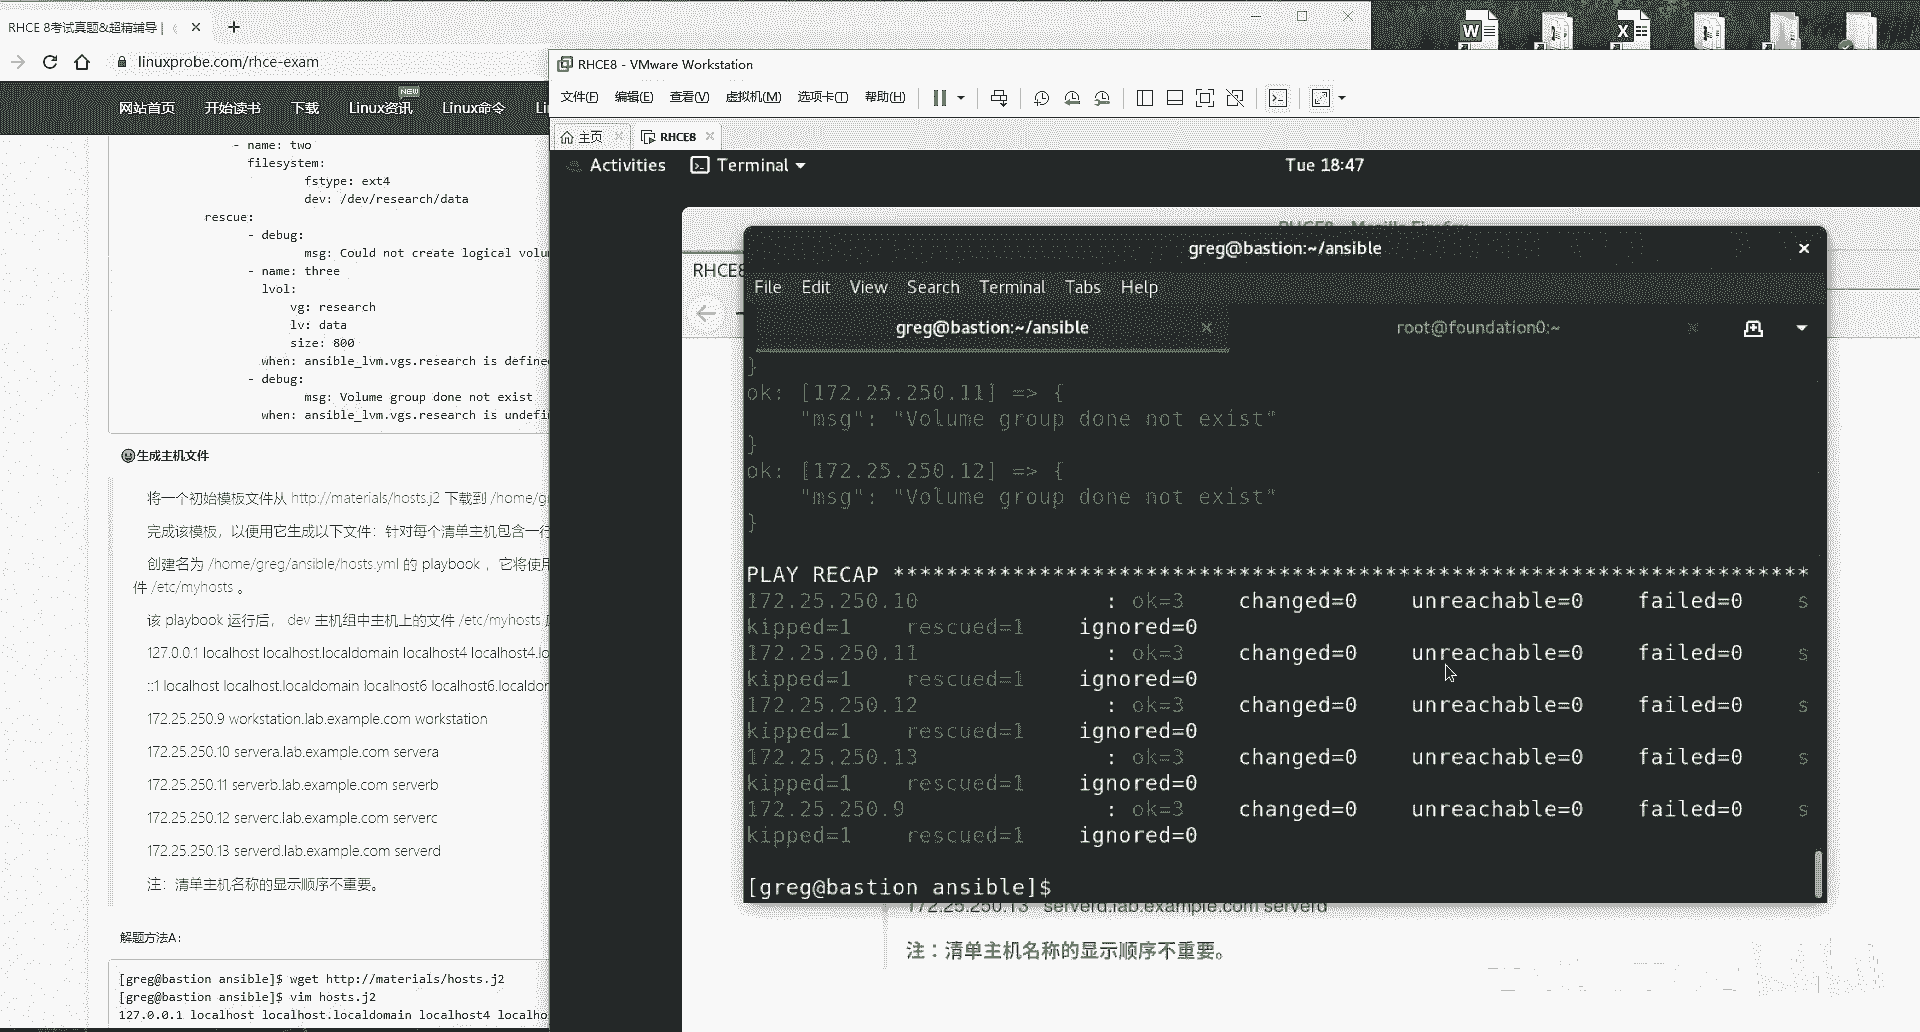 RHCE 8考试真题&超精辅导 |
linuxprobe.com/rhce-exam
网站首页 开始读书 下载 Linux资讯 NEW Linux命令
- name: two
filesystem:
fstype: ext4
dev: /dev/research/data
rescue:
- debug:
msg: Could not create logical
- name: three
lvol:
vg: research
lv: data
size: 800
when: ansible_lvm.vgs.research is
- debug:
msg: Volume group done not exist
when: ansible_lvm.vgs.research is
生成主机文件
将一个初始模板文件从 http://materials/hosts.j2 下载到
完成该模板，以便用它生成以下文件：针对每个清单主机包含一行
创建名为 /home/greg/ansible/hosts.yml 的 playbook ，它将使用
件 /etc/myhosts 。
该 playbook 运行后， dev 主机组中主机上的文件 /etc/myhosts
127.0.0.1 localhost localhost.localdomain localhost4
::1 localhost localhost.localdomain localhost6
172.25.250.9 workstation.lab.example.com workstation
172.25.250.10 servera.lab.example.com servera
172.25.250.11 serverb.lab.example.com serverb
172.25.250.12 serverc.lab.example.com serverc
172.25.250.13 serverd.lab.example.com serverd
注：清单主机名称的显示顺序不重要。
解题方法A:
[greg@bastion ansible]$ wget http://materials/hosts.j2
[greg@bastion ansible]$ vim hosts.j2
127.0.0.1 localhost localhost.localdomain localhost4
RHCE8 - VMware Workstation
文件(F) 编辑(E) 查看(V) 虚拟机(M) 选项卡(T) 帮助(H)
主页 RHCE8
Activities Terminal Tue 18:47
RHCE8
greg@bastion:~/ansible
File Edit View Search Terminal Tabs Help
greg@bastion:~/ansible root@foundation0:~
}
ok: [172.25.250.11] => {
"msg": "Volume group done not exist"
}
ok: [172.25.250.12] => {
"msg": "Volume group done not exist"
}
PLAY RECAP *********************************************************************
172.25.250.10 : ok=3 changed=0 unreachable=0 failed=0 s
kipped=1 rescued=1 ignored=0
172.25.250.11 : ok=3 changed=0 unreachable=0 failed=0 s
kipped=1 rescued=1 ignored=0
172.25.250.12 : ok=3 changed=0 unreachable=0 failed=0 s
kipped=1 rescued=1 ignored=0
172.25.250.13 : ok=3 changed=0 unreachable=0 failed=0 s
kipped=1 rescued=1 ignored=0
172.25.250.9 : ok=3 changed=0 unreachable=0 failed=0 s
kipped=1 rescued=1 ignored=0
[greg@bastion ansible]$
172.25.250.13 serverd.lab.example.com serverd
注：清单主机名称的显示顺序不重要。